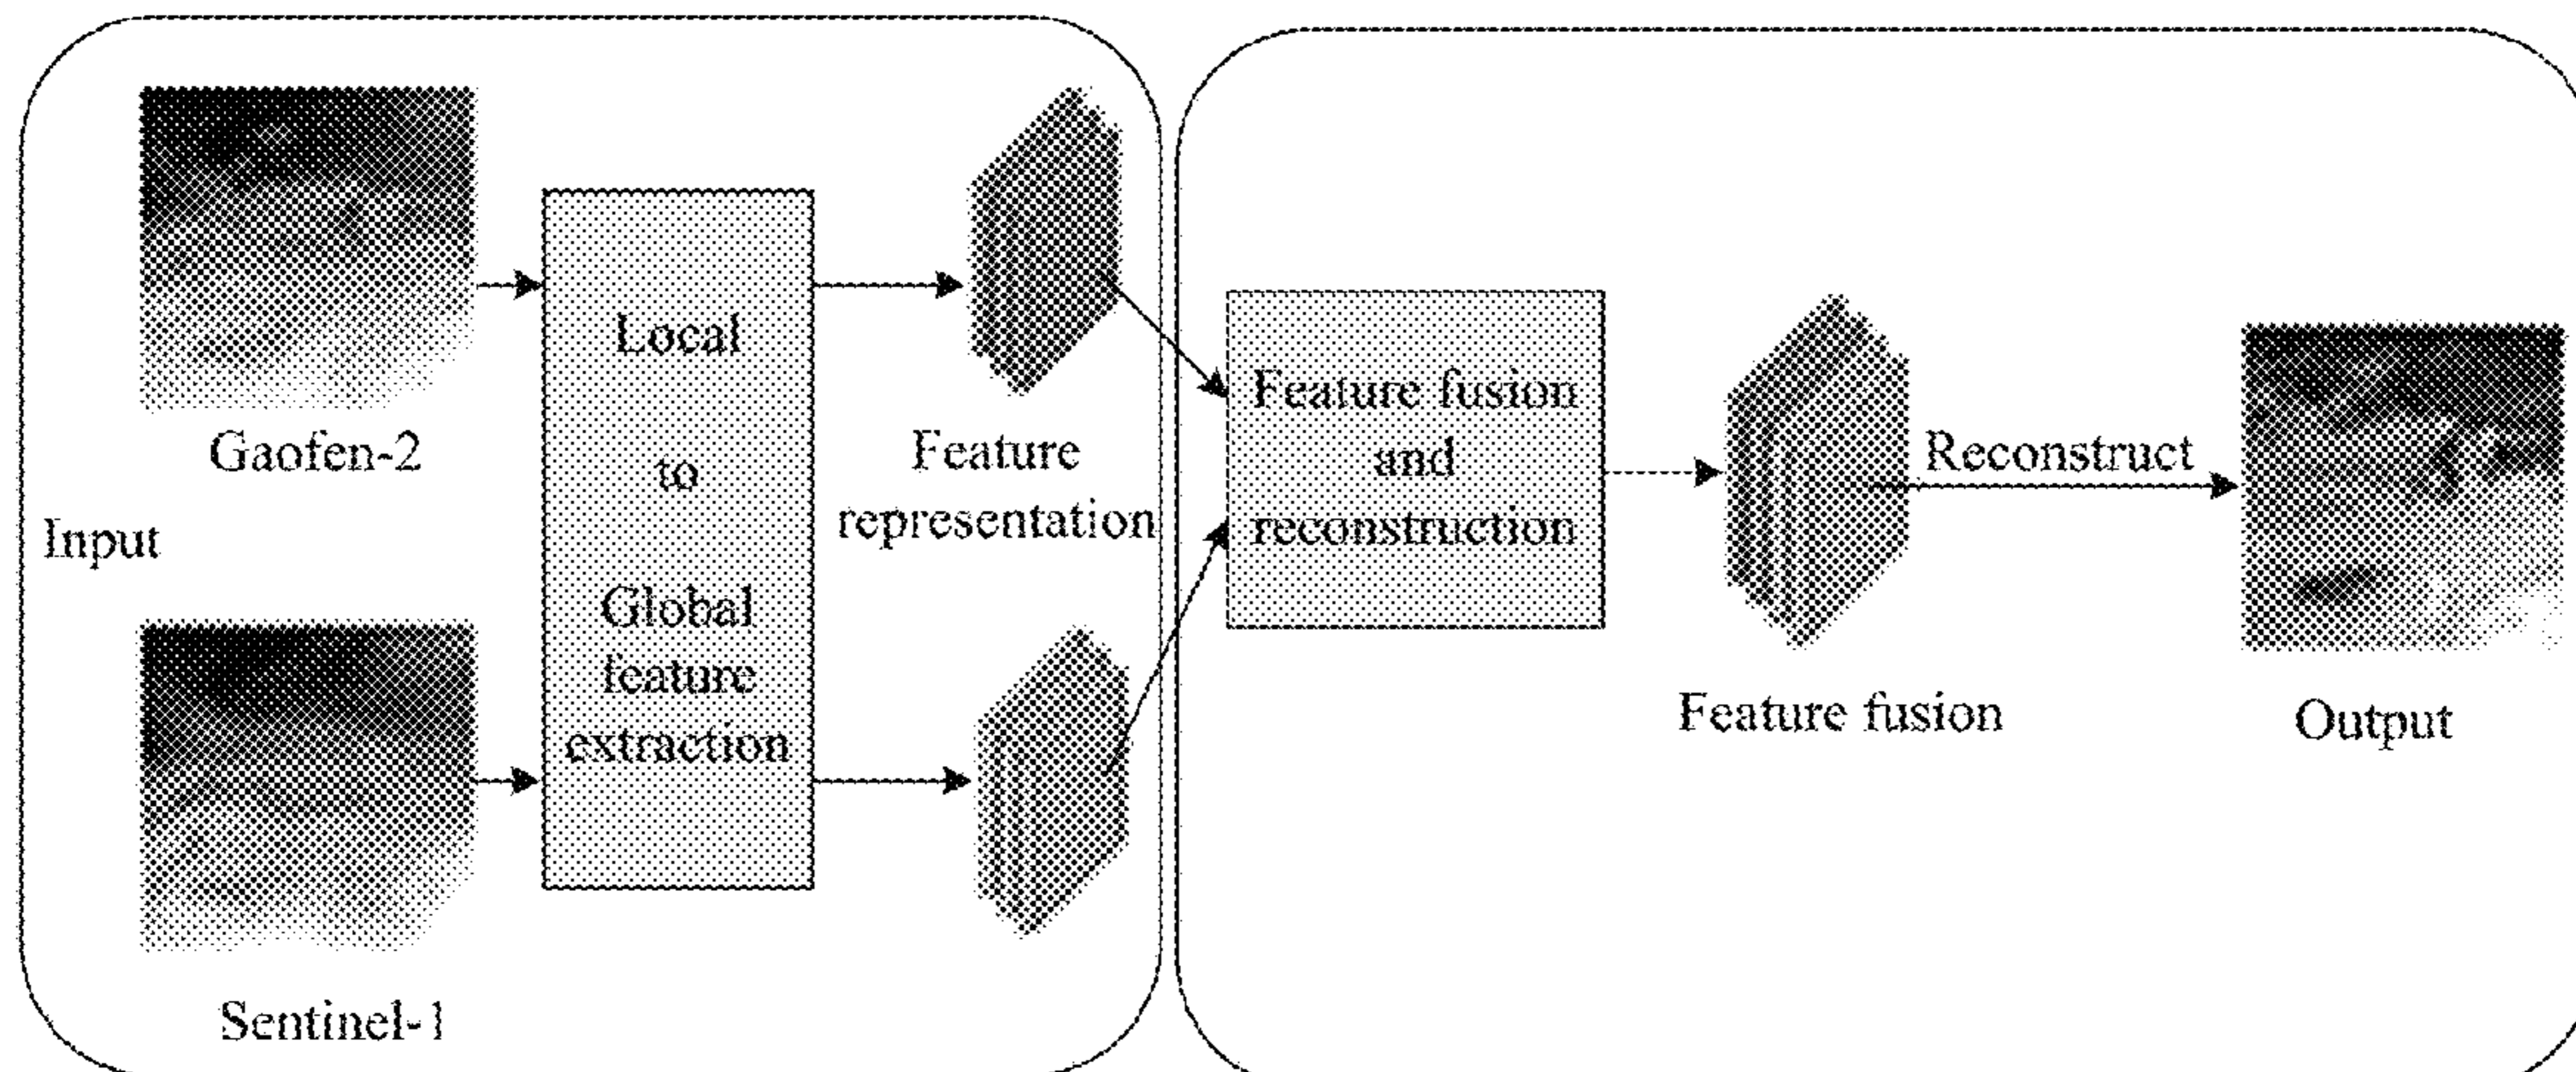 Gaofen-2
Input
Sentinel-1
Local
to
Global
feature
extraction
Feature
representation
Feature fusion
and
reconstruction
Feature fusion
Reconstruct
Output